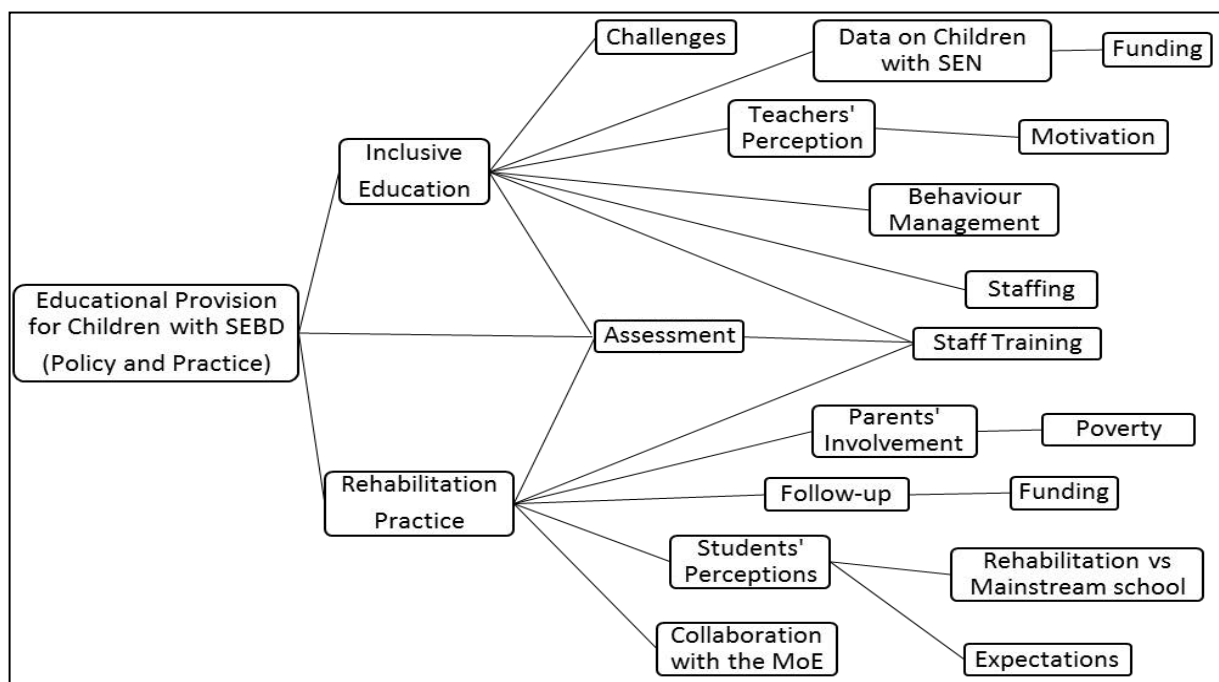 Challenges
Data on Children
with SEN
Funding
Teachers'
Perception
Motivation
Inclusive
Education
Behaviour
Management
Staffing
Educational Provision
for Children with SEBD
(Policy and Practice)
Assessment
Staff Training
Parents'
Involvement
Poverty
Rehabilitation
Practice
Follow-up
Funding
Students'
Perceptions
Rehabilitation vs
Mainstream school
Collaboration
with the MoE
Expectations